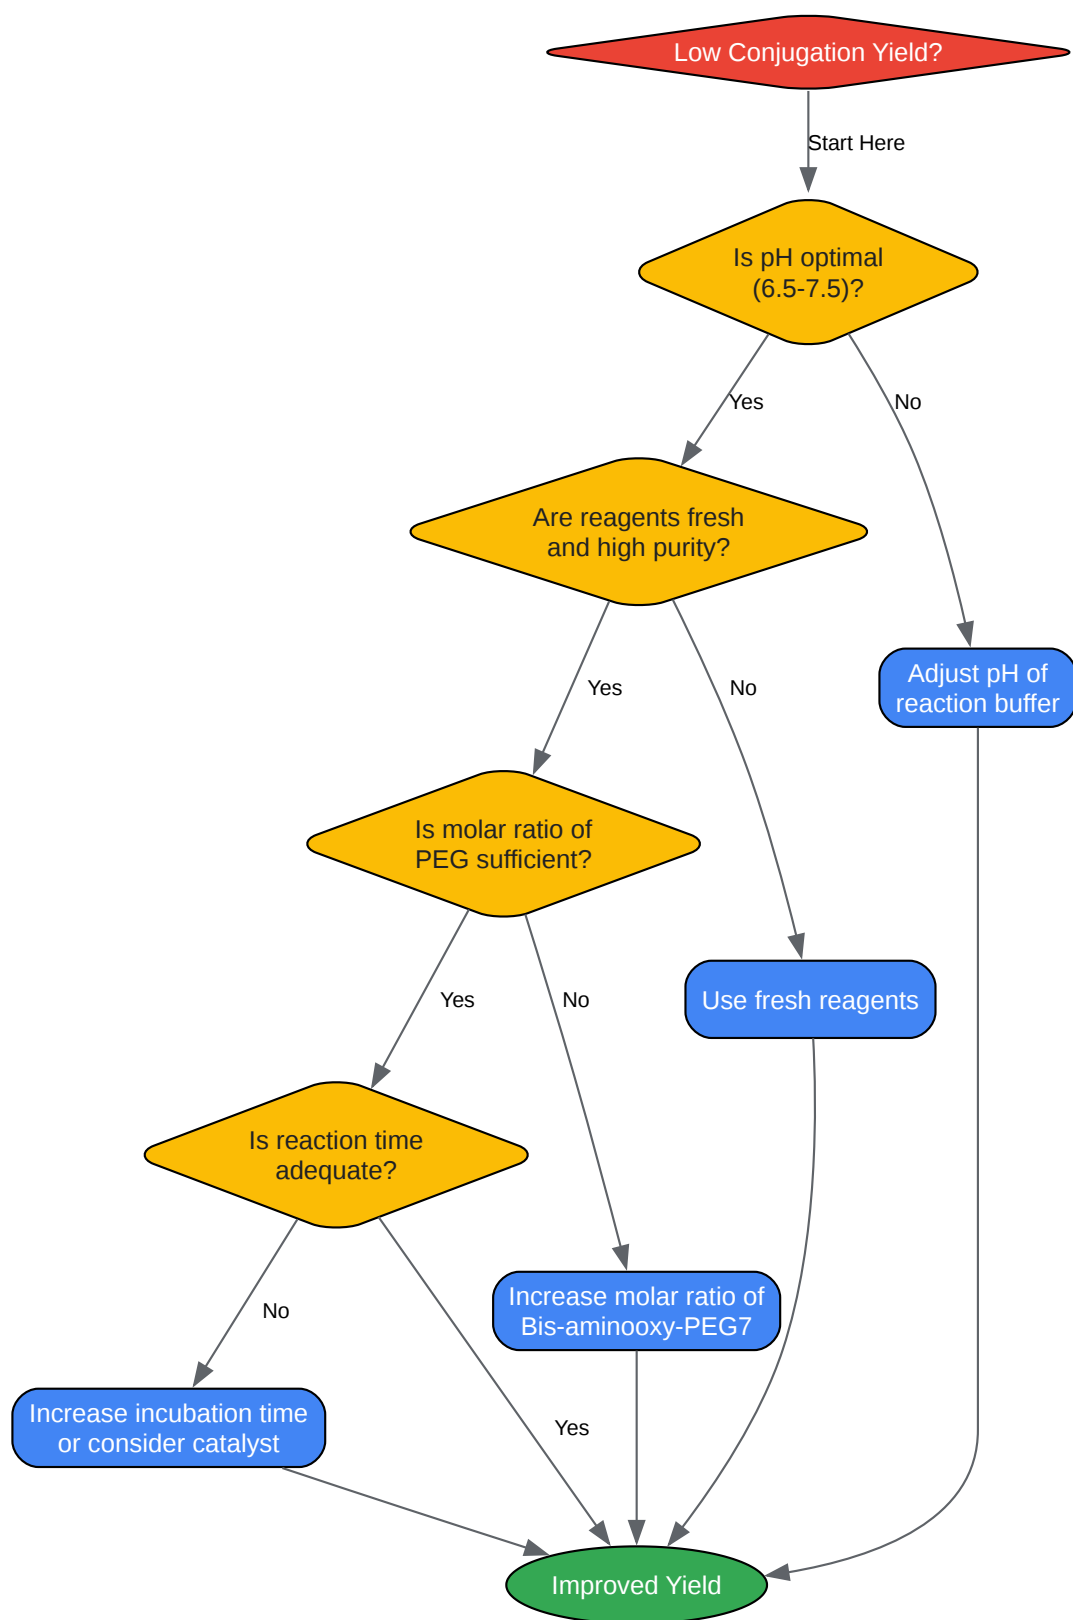 Low Conjugation Yield?
Start Here
Is pH optimal
(6.5-7.5)?
Yes
No
Are reagents fresh
and high purity?
Yes
No
Adjust pH of
reaction buffer
Is molar ratio of
PEG sufficient?
Yes
No
Use fresh reagents
Is reaction time
adequate?
No
Increase molar ratio of
Bis-aminooxy-PEG7
Increase incubation time
or consider catalyst
Yes
Improved Yield